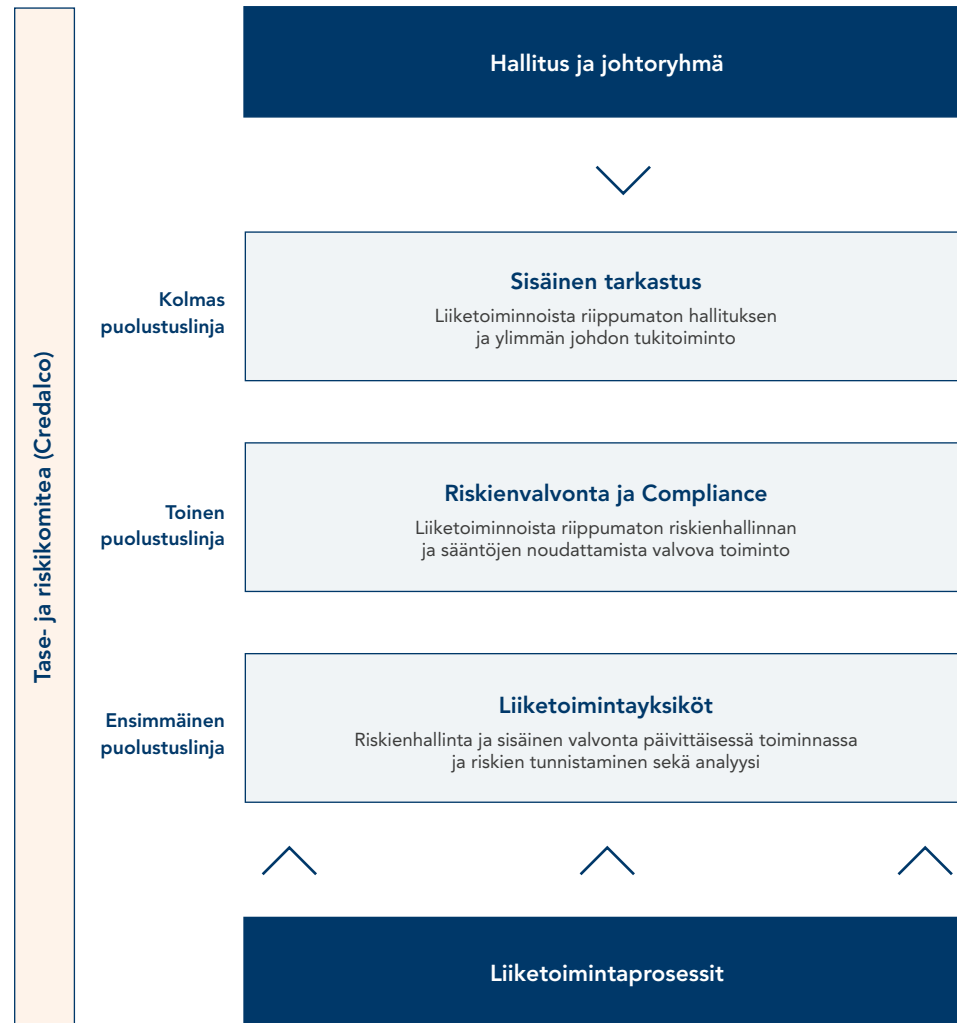 Hallitus ja johtoryhmä
Tase- ja riskikomitea (Credalco)
Kolmas
puolustuslinja
Sisäinen tarkastus
Liiketoiminnoista riippumaton hallituksen
ja ylimmän johdon tukitoiminto
Toinen
puolustuslinja
Riskienvalvonta ja Compliance
Liiketoiminnoista riippumaton riskienhallinnan
ja sääntöjen noudattamista valvova toiminto
Ensimmäinen
puolustuslinja
Liiketoimintayksiköt
Riskienhallinta ja sisäinen valvonta päivittäisessä toiminnassa
ja riskien tunnistaminen sekä analyysi
Liiketoimintaprosessit